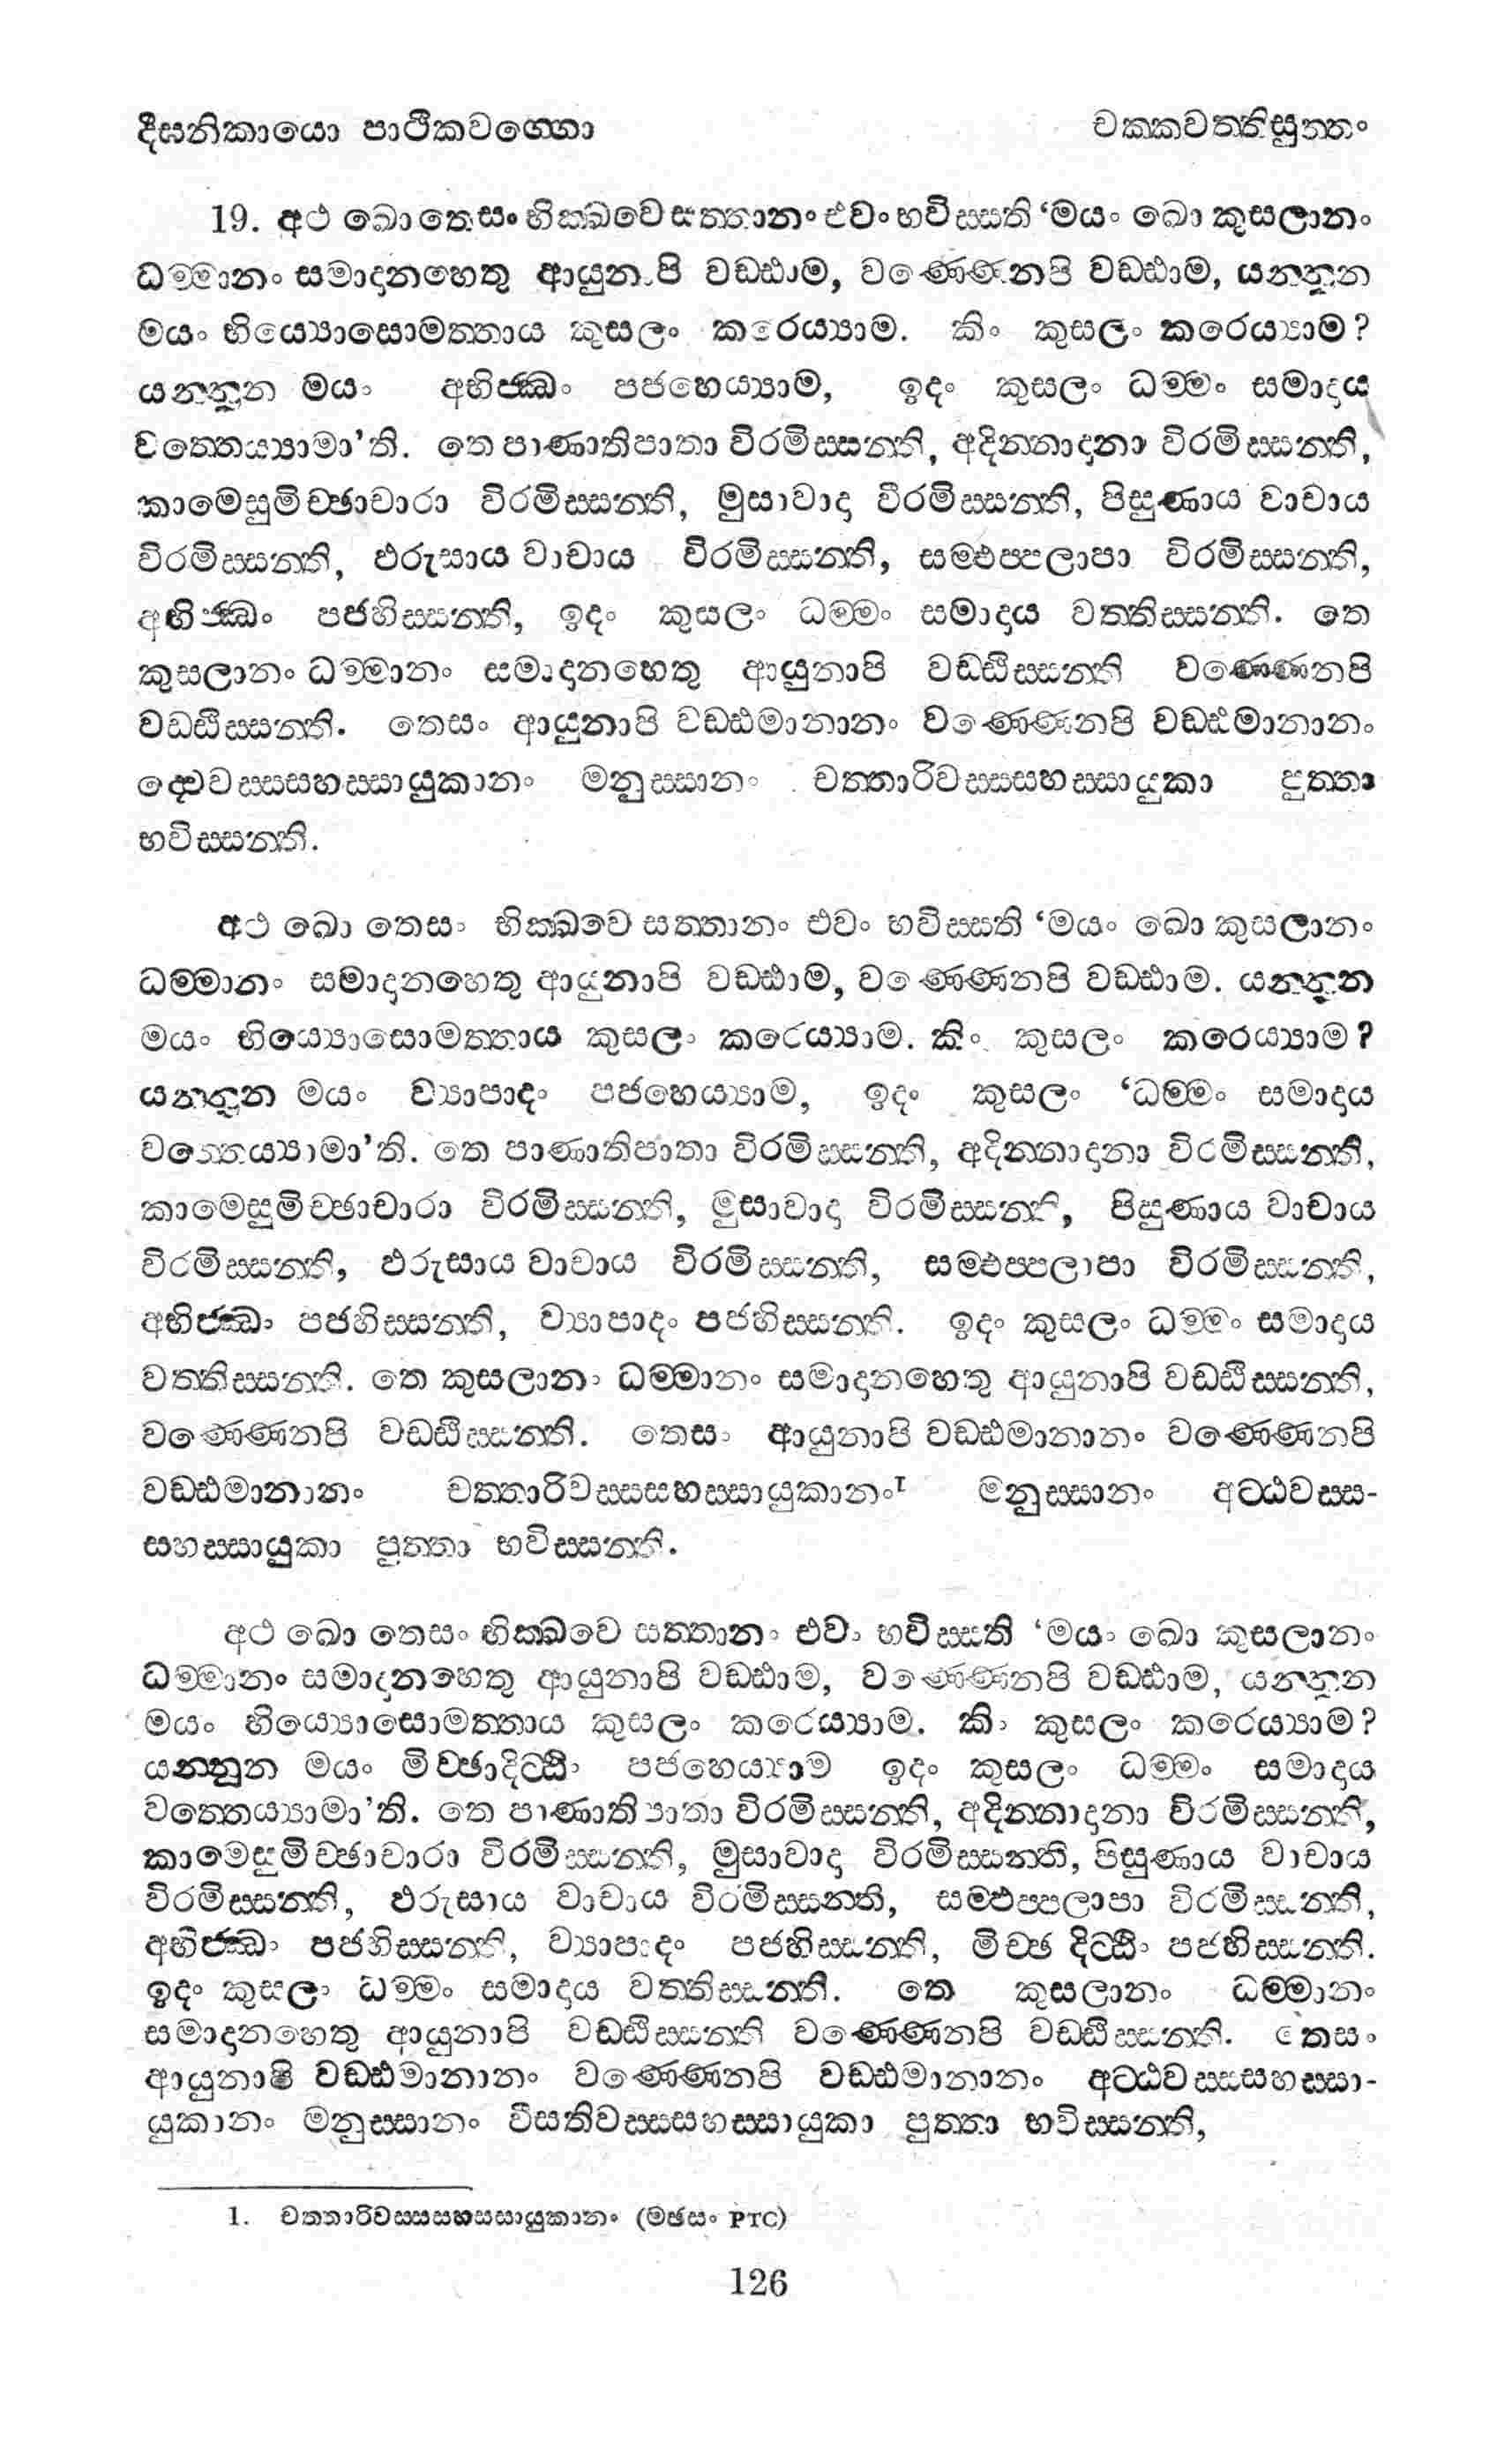 දීඝනිකායො පාථිකවග්ගො චක්කවත්තිසුත්තං
19. අථ ඛො තෙසං භික්ඛවෙ සත්තානං එවං භවිස්සති ‘මයං ඛො කුසලානං
ධම්මානං සමාදානහෙතු ආයුනාපි වඩ්ඪාම, වණ්ණෙනපි වඩ්ඪාම, යන්නූන
මයං භිය්‍යොසොමත්තාය කුසලං කරෙය්‍යාම. කිං කුසලං කරෙය්‍යාම?
යන්නූන මයං අභිජ්ඣං පජහෙය්‍යාම, ඉදං කුසලං ධම්මං සමාදාය
වත්තෙය්‍යාමා’ති. තෙ පාණාතිපාතා විරමිස්සන්ති, අදින්නාදානා විරමිස්සන්ති,
කාමෙසුමිච්ඡාචාරා විරමිස්සන්ති, මුසාවාදා වීරමිස්සන්ති, පිසුණාය වාචාය
විරමිස්සන්ති, ඵරුසාය වාචාය විරමිස්සන්ති, සම්ඵප්පලාපා විරමිස්සන්ති,
අභිජ්ඣං පජහිස්සන්ති, ඉදං කුසලං ධම්මං සමාදාය වත්තිස්සන්ති. තෙ
කුසලානං ධම්මානං සමාදානහෙතු ආයුනාපි වඩ්ඪිස්සන්ති වණ්ණෙනපි
වඩ්ඪිස්සන්ති. තෙසං ආයුනාපි වඩ්ඪමානානං වණ්ණෙනපි වඩ්ඪමානානං
ද්වෙවස්සසහස්සායුකානං මනුස්සානං චත්තාරිවස්සසහස්සායුකා පුත්තා
භවිස්සන්ති.
අථ ඛො තෙසං භික්ඛවෙ සත්තානං එවං භවිස්සති ‘මයං ඛො කුසලානං
ධම්මානං සමාදානහෙතු ආයුනාපි වඩ්ඪාම, වණ්ණෙනපි වඩ්ඪාම. යන්නූන
මයං භිය්‍යොසොමත්තාය කුසලං කරෙය්‍යාම. කිං කුසලං කරෙය්‍යාම?
යන්නූන මයං ව්‍යාපාදං පජහෙය්‍යාම, ඉදං කුසලං ‘ධම්මං සමාදාය
වත්තෙය්‍යාමා’ති. තෙ පාණාතිපාතා විරමිස්සන්ති, අදින්නාදානා විරමිස්සන්ති,
කාමෙසුමිච්ඡාචාරා විරමිස්සන්ති, මුසාවාදා විරමිස්සන්ති, පිසුණාය වාචාය
විරමිස්සන්ති, ඵරුසාය වාචාය විරමිස්සන්ති, සම්ඵප්පලාපා විරමිස්සන්ති,
අභිජ්ඣං පජහිස්සන්ති, ව්‍යාපාදං පජහිස්සන්ති. ඉදං කුසලං ධම්මං සමාදාය
වත්තිස්සන්ති. තෙ කුසලානං ධම්මානං සමාදානහෙතු ආයුනාපි වඩ්ඪිස්සන්ති,
වණ්ණෙනපි වඩ්ඪිස්සන්ති. තෙසං ආයුනාපි වඩ්ඪමානානං වණ්ණෙනපි
වඩ්ඪමානානං චත්තාරිවස්සසහස්සායුකානං¹ මනුස්සානං අට්ඨවස්ස-
සහස්සායුකා පුත්තා භවිස්සන්ති.
අථ ඛො තෙසං භික්ඛවෙ සත්තානං එවං භවිස්සති ‘මයං ඛො කුසලානං
ධම්මානං සමාදානහෙතු ආයුනාපි වඩ්ඪාම, වණ්ණෙනපි වඩ්ඪාම, යන්නූන
මයං භිය්‍යොසොමත්තාය කුසලං කරෙය්‍යාම. කිං කුසලං කරෙය්‍යාම?
යන්නූන මයං මිච්ඡාදිට්ඨිං පජහෙය්‍යාම ඉදං කුසලං ධම්මං සමාදාය
වත්තෙය්‍යාමා’ති. තෙ පාණාතිපාතා විරමිස්සන්ති, අදින්නාදානා විරමිස්සන්ති,
කාමෙසුමිච්ඡාචාරා විරමිස්සන්ති, මුසාවාදා විරමිස්සන්ති, පිසුණාය වාචාය
විරමිස්සන්ති, ඵරුසාය වාචාය විරමිස්සන්ති, සම්ඵප්පලාපා විරමිස්සන්ති,
අභිජ්ඣං පජහිස්සන්ති, ව්‍යාපාදං පජහිස්සන්ති, මිච්ඡාදිට්ඨිං පජහිස්සන්ති.
ඉදං කුසලං ධම්මං සමාදාය වත්තිස්සන්ති. තෙ කුසලානං ධම්මානං
සමාදානහෙතු ආයුනාපි වඩ්ඪිස්සන්ති වණ්ණෙනපි වඩ්ඪිස්සන්ති. තෙසං
ආයුනාපි වඩ්ඪමානානං වණ්ණෙනපි වඩ්ඪමානානං අට්ඨවස්සසහස්සා-
යුකානං මනුස්සානං වීසතිවස්සසහස්සායුකා පුත්තා භවිස්සන්ති,
1. චත්තාරිවස්සසහස්සායුකානං (මඡසං PTC)
126